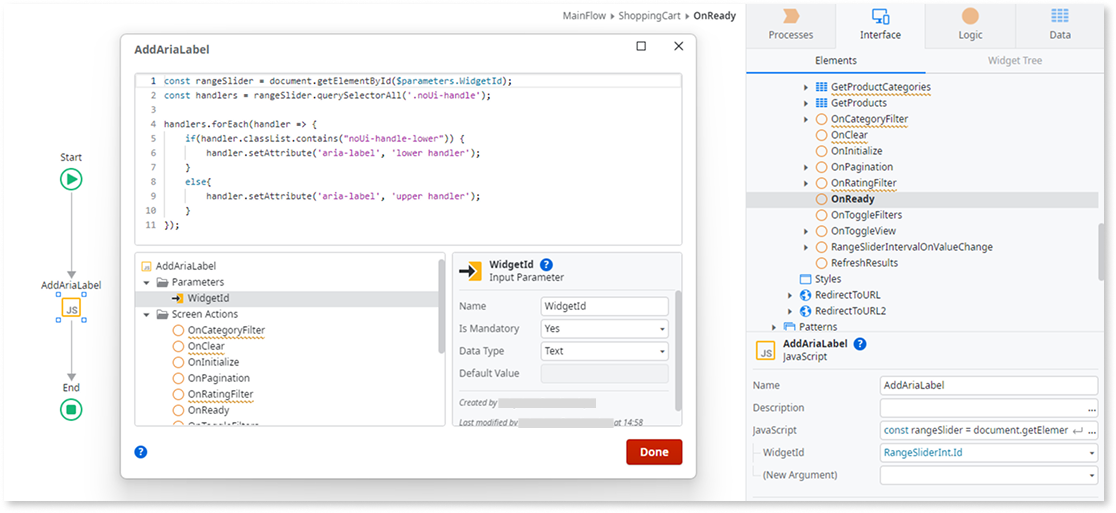 MainFlow ▸ ShoppingCart ▸ OnReady
Start
AddAriaLabel
JS
End
AddAriaLabel
1 const rangeSlider = document.getElementById($parameters.WidgetId);
2 const handlers = rangeSlider.querySelectorAll('.noUi-handle');
3
4 handlers.forEach(handler => {
5 if(handler.classList.contains("noUi-handle-lower")) {
6 handler.setAttribute('aria-label', 'lower handler');
7 }
8 else{
9 handler.setAttribute('aria-label', 'upper handler');
10 }
11 });
AddAriaLabel
Parameters
WidgetId
Screen Actions
OnCategoryFilter
OnClear
OnInitialize
OnPagination
OnRatingFilter
OnReady
OnToggleFilters
WidgetId ?
Input Parameter
Name WidgetId
Is Mandatory Yes
Data Type Text
Default Value
Created by
Last modified by at 14:58
?
Done
Processes
Interface
Logic
Data
Elements
Widget Tree
GetProductCategories
GetProducts
OnCategoryFilter
OnClear
OnInitialize
OnPagination
OnRatingFilter
OnReady
OnToggleFilters
OnToggleView
RangeSliderIntervalOnValueChange
RefreshResults
Styles
RedirectToURL
RedirectToURL2
Patterns
JS
AddAriaLabel ?
JavaScript
Name AddAriaLabel
Description ...
JavaScript const rangeSlider = document.getElemer ↵ ...
WidgetId RangeSliderInt.Id
(New Argument)